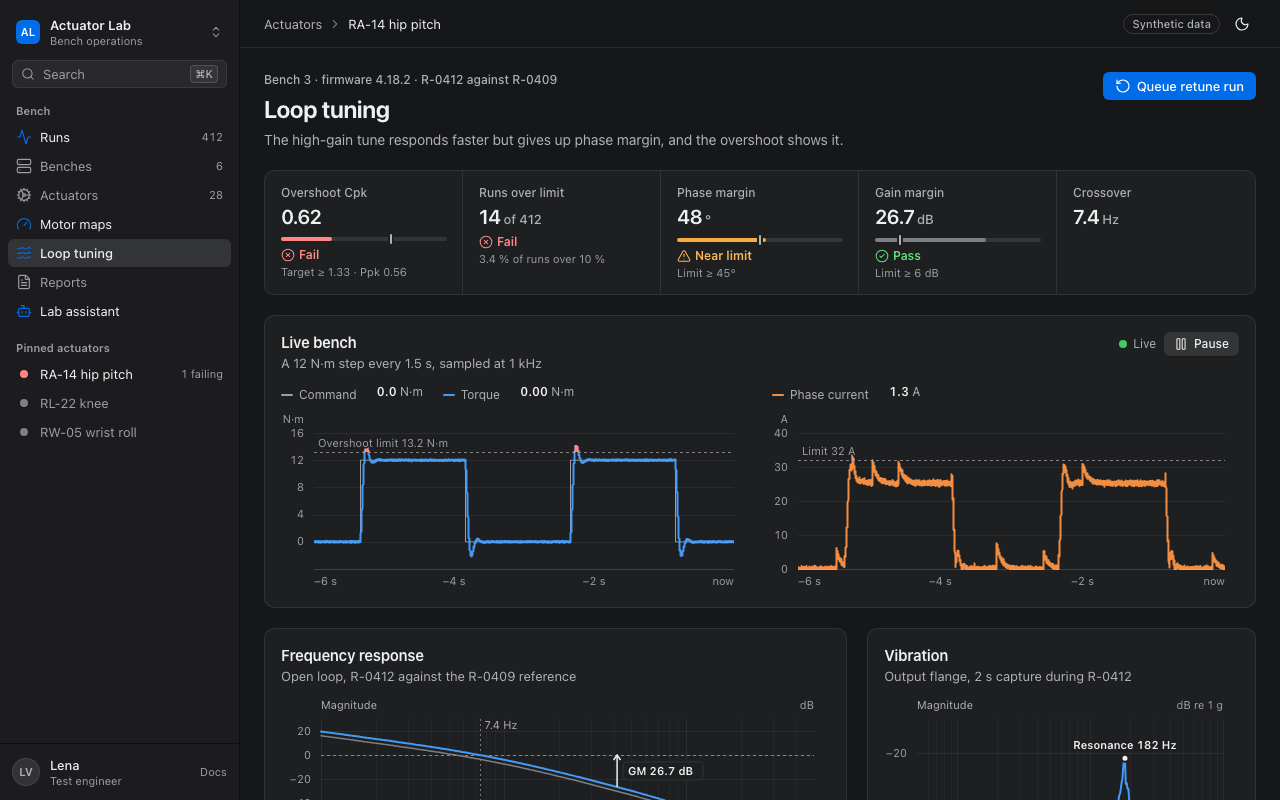 AL
Actuator Lab
Bench operations
Search
⌘K
Bench
Runs 412
Benches 6
Actuators 28
Motor maps
Loop tuning
Reports
Lab assistant
Pinned actuators
RA-14 hip pitch 1 failing
RL-22 knee
RW-05 wrist roll
LV
Lena
Test engineer
Docs
Actuators RA-14 hip pitch
Synthetic data
Bench 3 · firmware 4.18.2 · R-0412 against R-0409
Loop tuning
The high-gain tune responds faster but gives up phase margin, and the overshoot shows it.
Queue retune run
Overshoot Cpk
0.62
Fail
Target ≥ 1.33 · Ppk 0.56
Runs over limit
14 of 412
Fail
3.4 % of runs over 10 %
Phase margin
48 °
Near limit
Limit ≥ 45°
Gain margin
26.7 dB
Pass
Limit ≥ 6 dB
Crossover
7.4 Hz
Live bench
A 12 N·m step every 1.5 s, sampled at 1 kHz
Live
Pause
Command 0.0 N·m Torque 0.00 N·m
N·m
16
Overshoot limit 13.2 N·m
12
8
4
0
−6 s −4 s −2 s now
Phase current 1.3 A
A
40
Limit 32 A
30
20
10
0
−6 s −4 s −2 s now
Frequency response
Open loop, R-0412 against the R-0409 reference
Magnitude dB
20
7.4 Hz
0
GM 26.7 dB
−20
Vibration
Output flange, 2 s capture during R-0412
Magnitude dB re 1 g
Resonance 182 Hz
−20